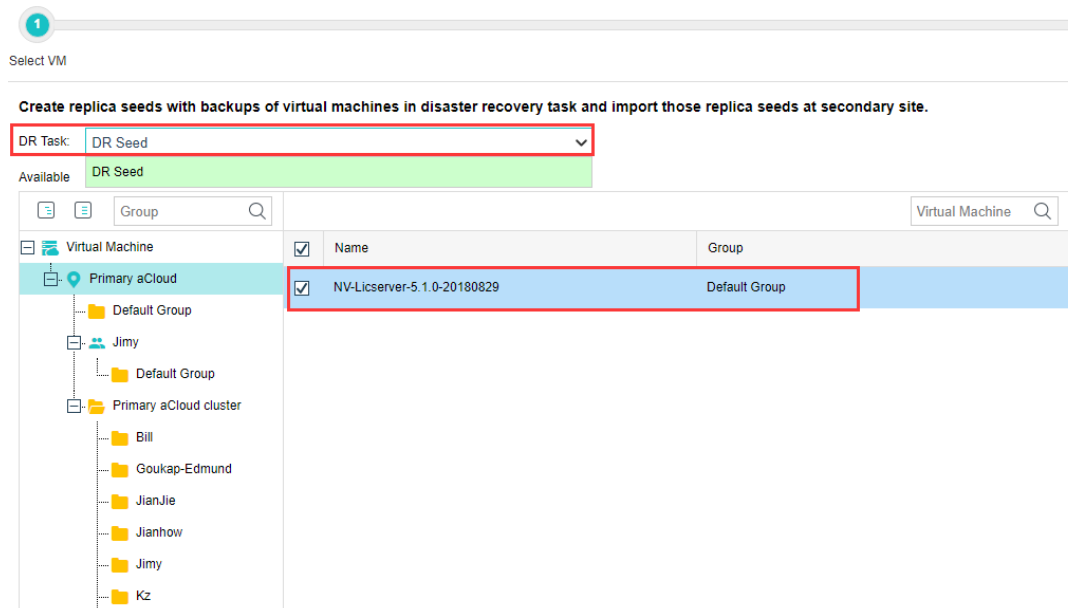 1
Select VM
Create replica seeds with backups of virtual machines in disaster recovery task and import those replica seeds at secondary site.
DR Task: DR Seed
DR Seed
Available
Group
Virtual Machine
Virtual Machine
Name Group
Primary aCloud
NV-Licserver-5.1.0-20180829 Default Group
Default Group
Jimy
Default Group
Primary aCloud cluster
Bill
Goukap-Edmund
JianJie
Jianhow
Jimy
Kz